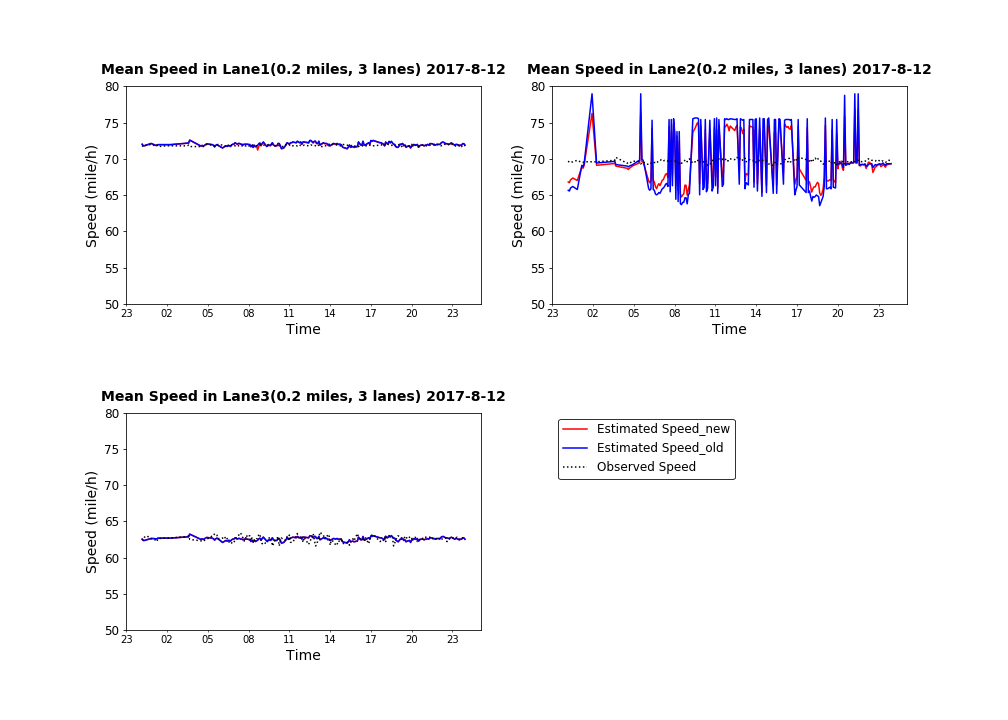 Mean Speed in Lane1(0.2 miles, 3 lanes) 2017-8-12
80
75
70
65
60
55
50
Speed (mile/h)
23 02 05 08 11 14 17 20 23
Time
Mean Speed in Lane2(0.2 miles, 3 lanes) 2017-8-12
80
75
70
65
60
55
50
Speed (mile/h)
23 02 05 08 11 14 17 20 23
Time
Mean Speed in Lane3(0.2 miles, 3 lanes) 2017-8-12
80
75
70
65
60
55
50
Speed (mile/h)
23 02 05 08 11 14 17 20 23
Time
Estimated Speed_new
Estimated Speed_old
Observed Speed